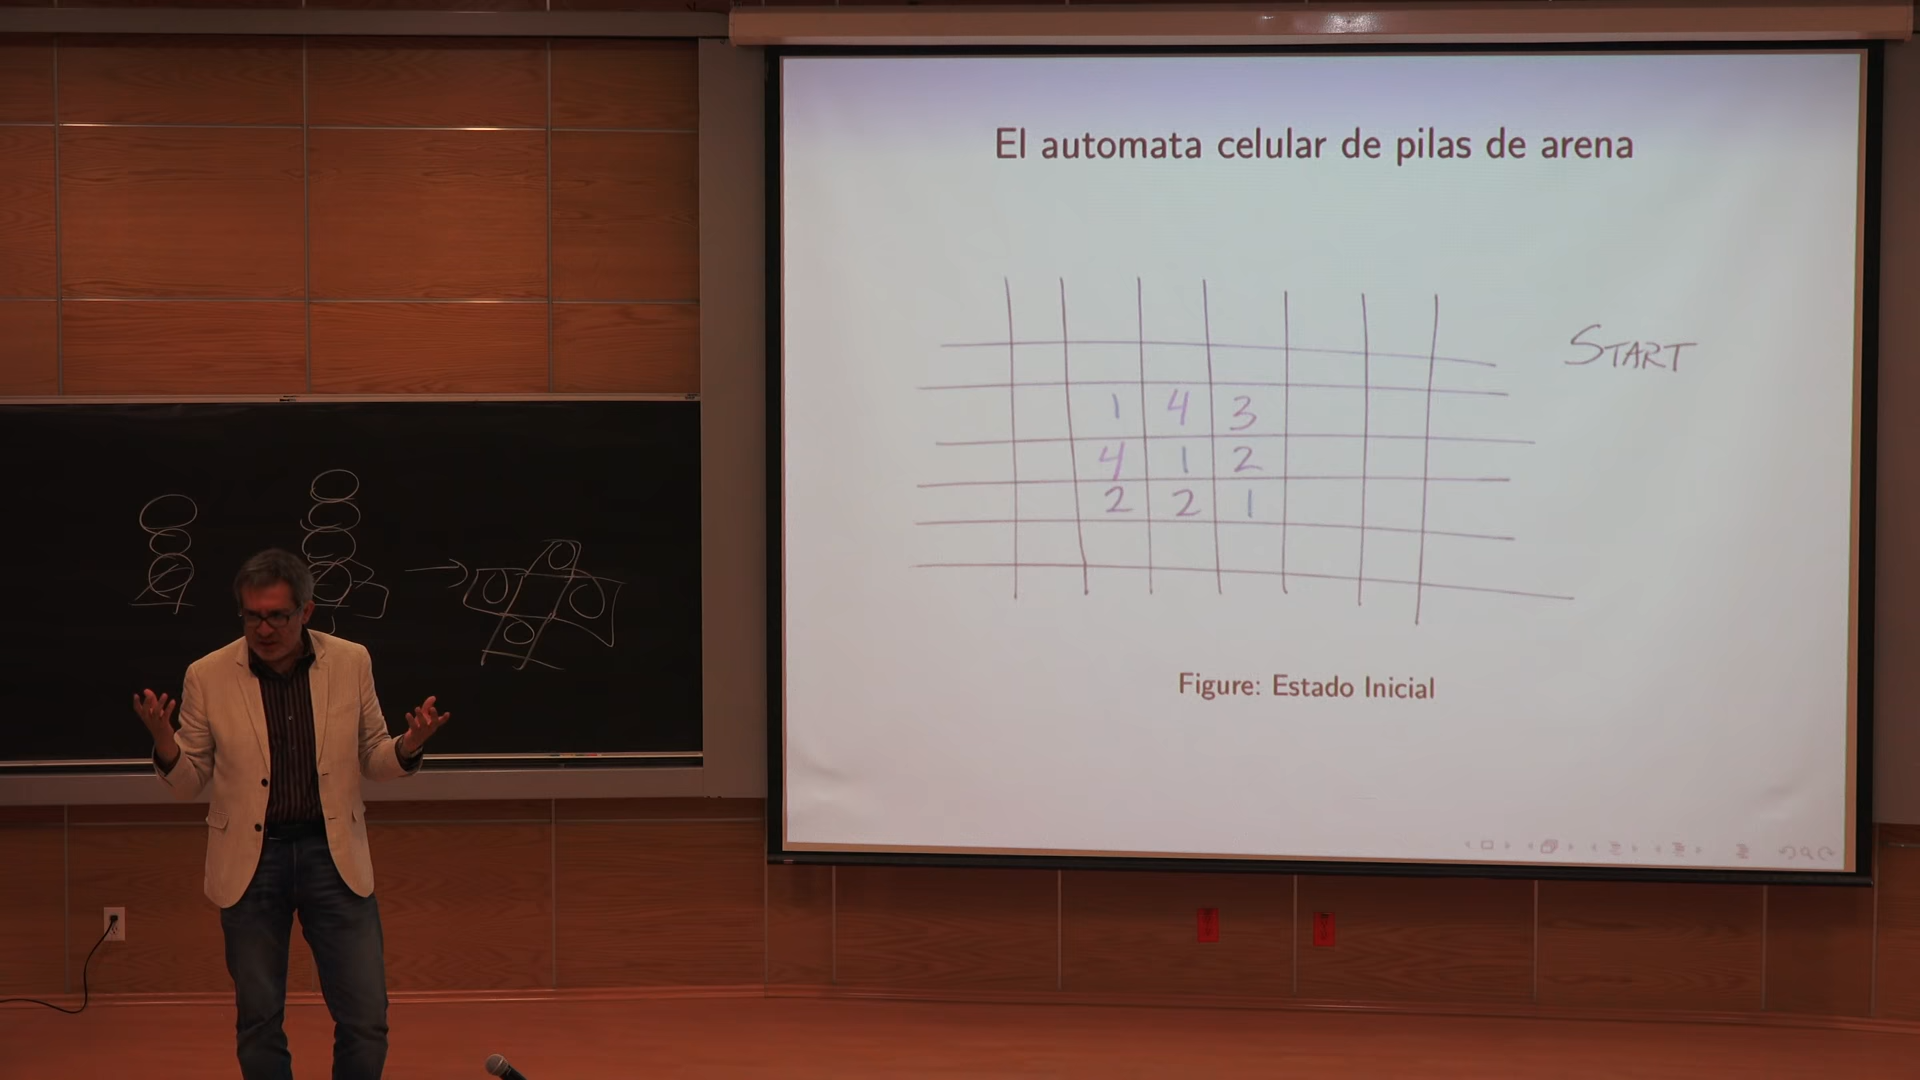 El automata celular de pilas de arena
START
1 4 3
4 1 2
2 2 1
Figure: Estado Inicial